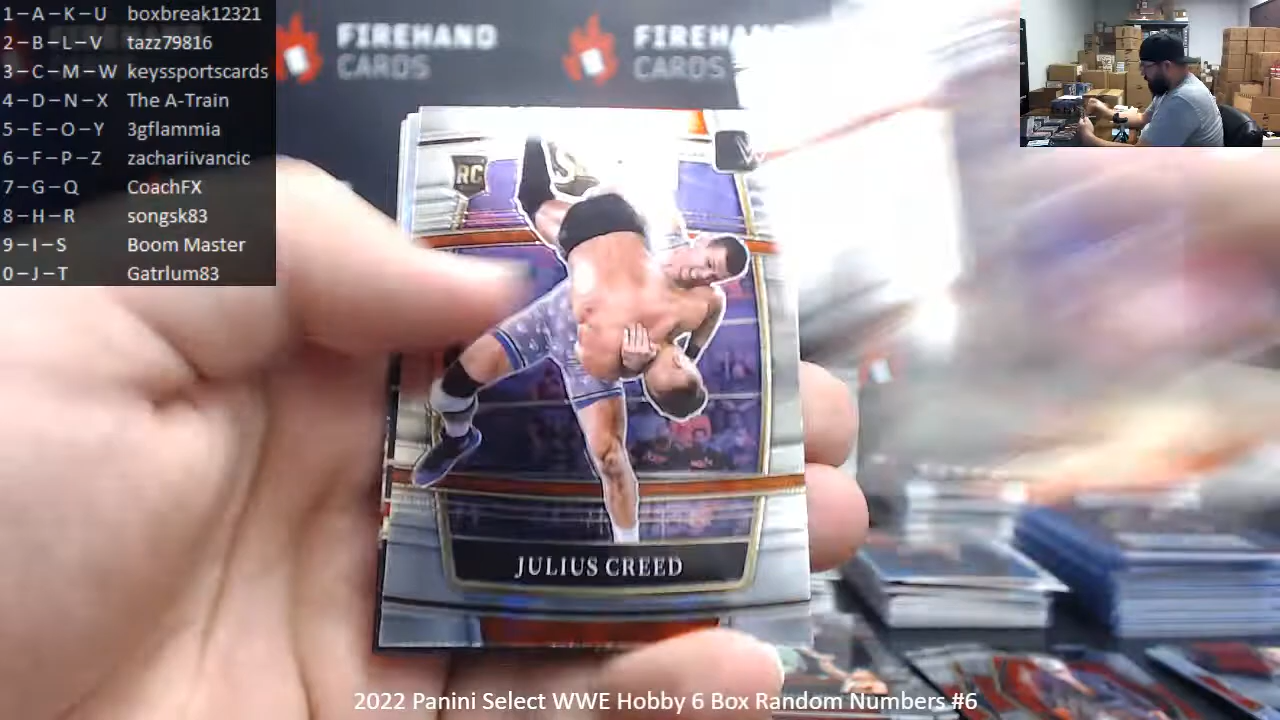 1–A–K–U boxbreak12321
2–B–L–V tazz79816
3–C–M–W keyssportscards
4–D–N–X The A-Train
5–E–O–Y 3gflammia
6–F–P–Z zachariivancic
7–G–Q CoachFX
8–H–R songsk83
9–I–S Boom Master
0–J–T Gatrlum83
FIREHAND
CARDS
FIREHAND
CARDS
RC
JULIUS CREED
2022 Panini Select WWE Hobby 6 Box Random Numbers #6